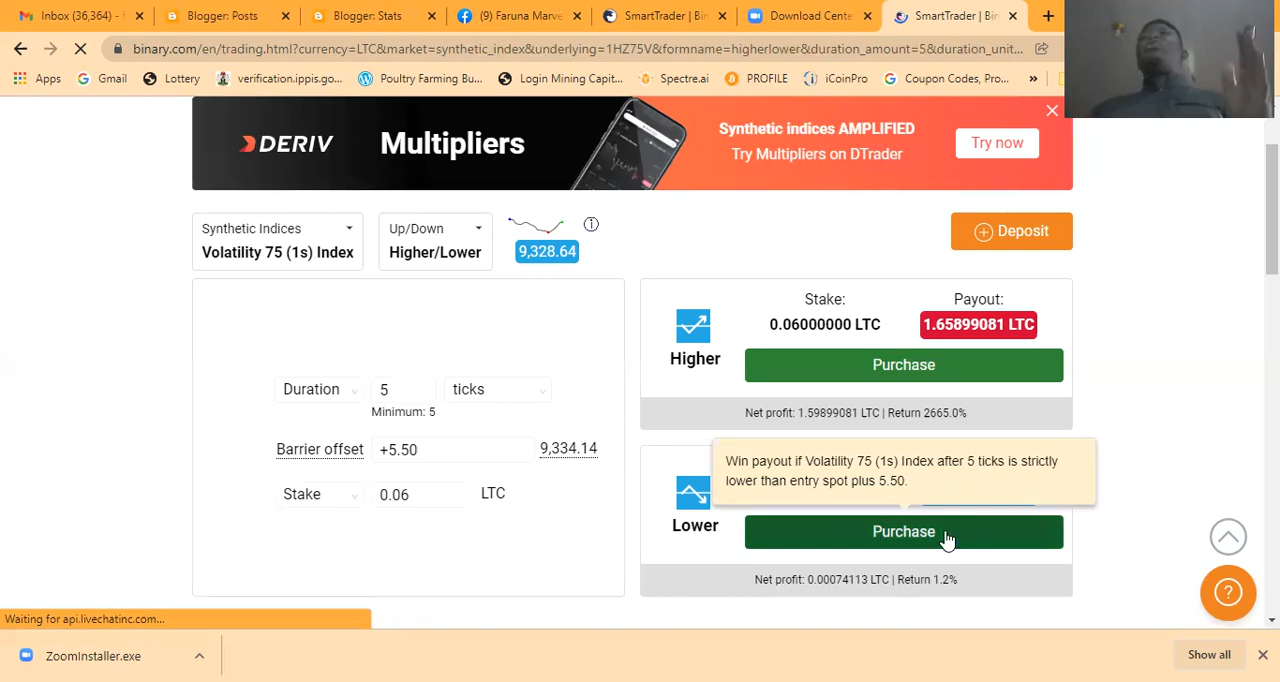 Inbox (36,364) - f
Blogger: Posts
Blogger: Stats
(9) Faruna Marve
SmartTrader | Bin
Download Cente
SmartTrader | Bin
binary.com/en/trading.html?currency=LTC&market=synthetic_index&underlying=1HZ75V&formname=higherlower&duration_amount=5&duration_unit...
Apps
Gmail
Lottery
verification.ippis.go...
Poultry Farming Bu...
Login Mining Capit...
Spectre.ai
PROFILE
iCoinPro
Coupon Codes, Pro...
»
DERIV
Multipliers
Synthetic indices AMPLIFIED
Try Multipliers on DTrader
Try now
Synthetic Indices
Volatility 75 (1s) Index
Up/Down
Higher/Lower
9,328.64
Deposit
Duration 5 ticks
Minimum: 5
Barrier offset +5.50 9,334.14
Stake 0.06 LTC
Stake: Payout:
0.06000000 LTC 1.65899081 LTC
Higher
Purchase
Net profit: 1.59899081 LTC | Return 2665.0%
Win payout if Volatility 75 (1s) Index after 5 ticks is strictly
lower than entry spot plus 5.50.
Lower
Purchase
Net profit: 0.00074113 LTC | Return 1.2%
?
Waiting for api.livechatinc.com...
ZoomInstaller.exe
Show all